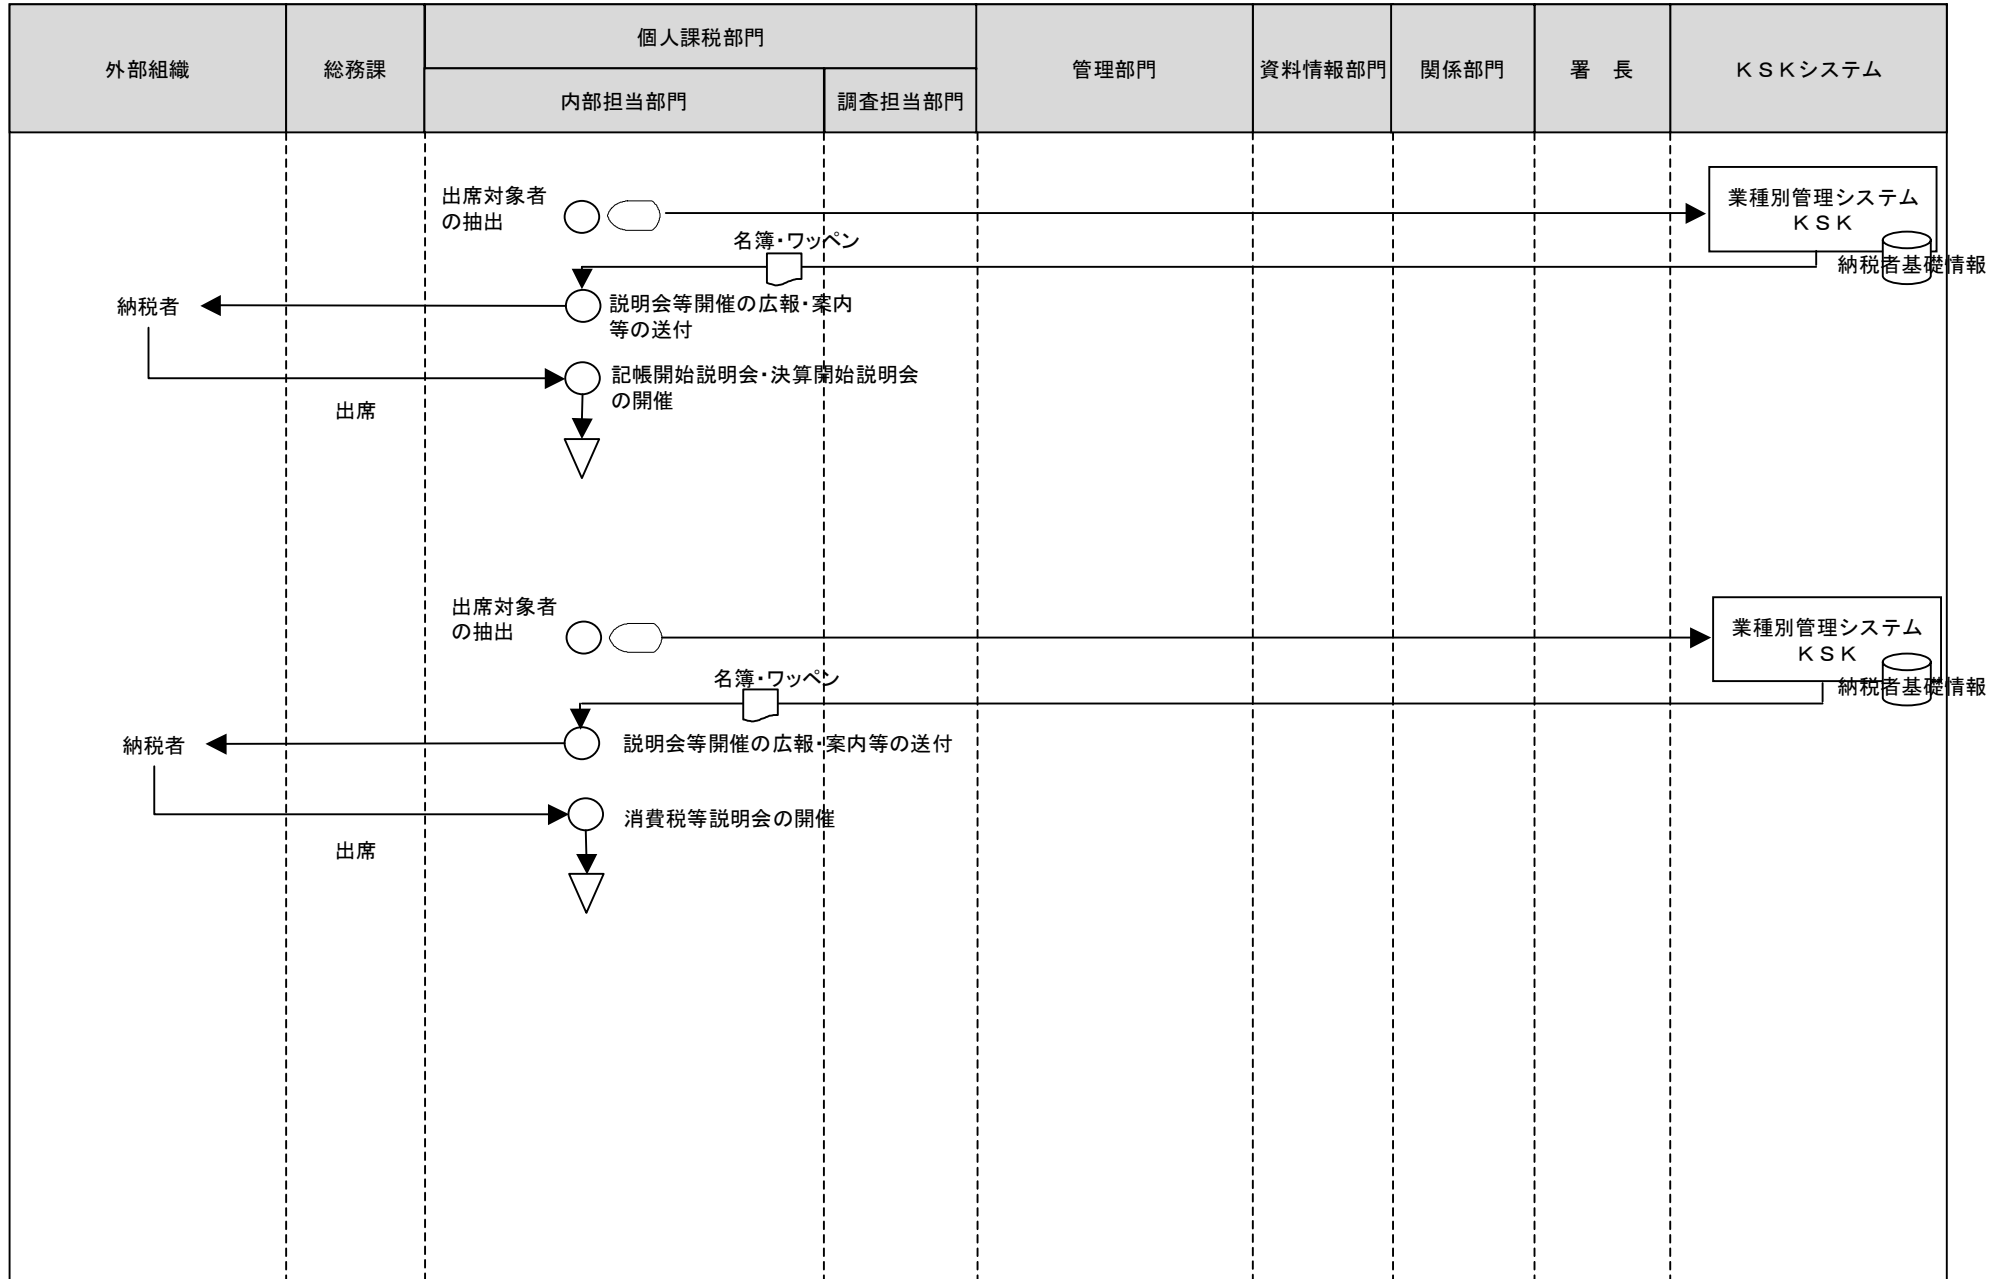 外部組織
総務課
個人課税部門
内部担当部門
調査担当部門
管理部門
資料情報部門
関係部門
署　長
ＫＳＫシステム
出席対象者
の抽出
業種別管理システム
ＫＳＫ
納税者基礎情報
名簿・ワッペン
納税者
説明会等開催の広報・案内
等の送付
記帳開始説明会・決算開始説明会
の開催
出席
出席対象者
の抽出
業種別管理システム
ＫＳＫ
納税者基礎情報
名簿・ワッペン
納税者
説明会等開催の広報・案内等の送付
消費税等説明会の開催
出席